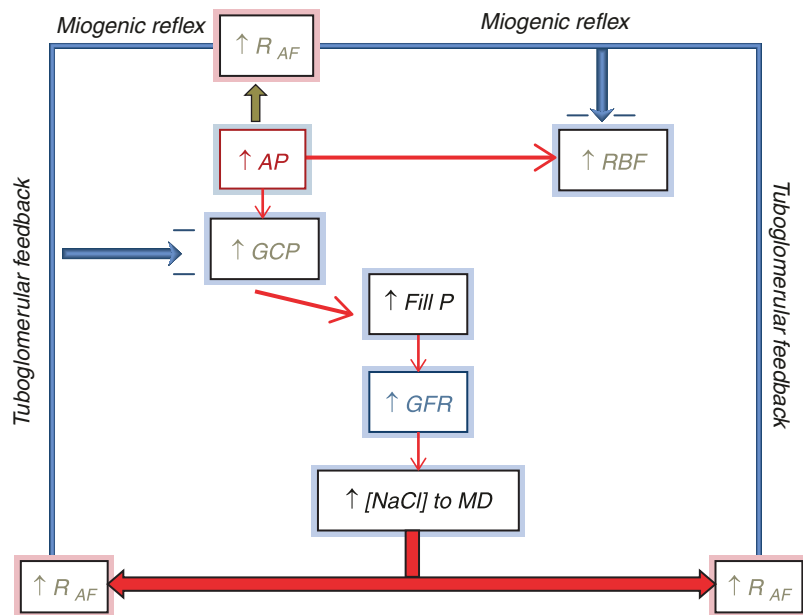 Miogenic reflex
Miogenic reflex
↑ R AF
↑ AP
↑ RBF
Tuboglomerular feedback
Tuboglomerular feedback
↑ GCP
↑ Fill P
↑ GFR
↑ [NaCl] to MD
↑ R AF
↑ R AF